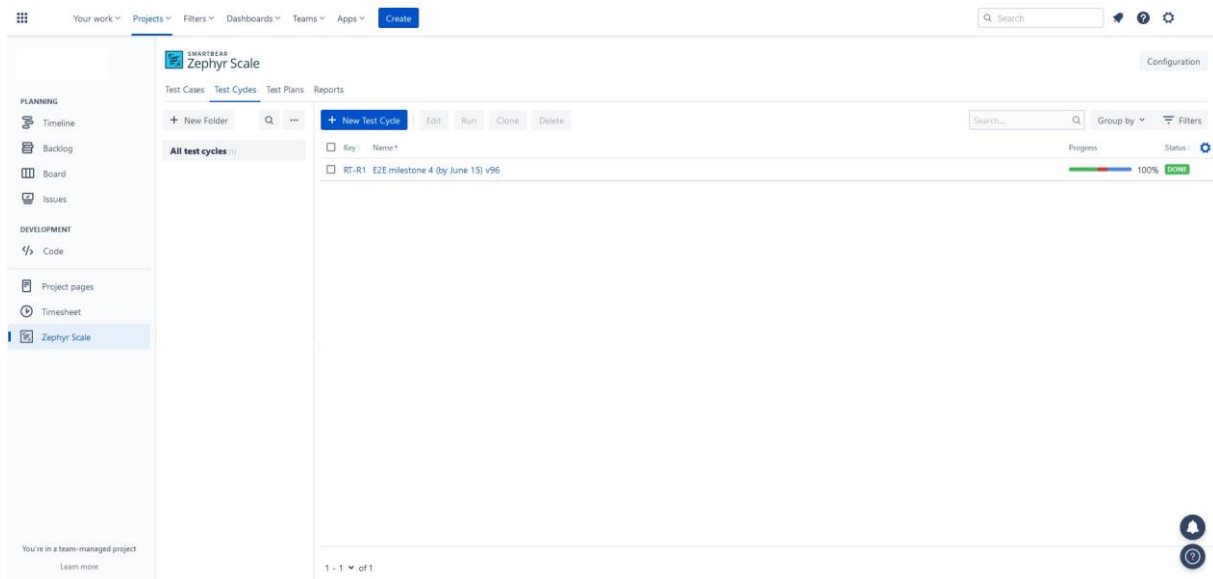 Your work Projects Filters Dashboards Teams Apps Create Search
SMARTBEAR
Zephyr Scale
Configuration
Test Cases Test Cycles Test Plans Reports
PLANNING
Timeline
Backlog
Board
Issues
DEVELOPMENT
Code
Project pages
Timesheet
Zephyr Scale
You're in a team-managed project
Learn more
+ New Folder
All test cycles (1)
+ New Test Cycle Edit Run Clone Delete Search... Group by Filters
Key Name Progress Status
RT-R1 E2E milestone 4 (by June 15) v96 100% DONE
1 - 1 of 1